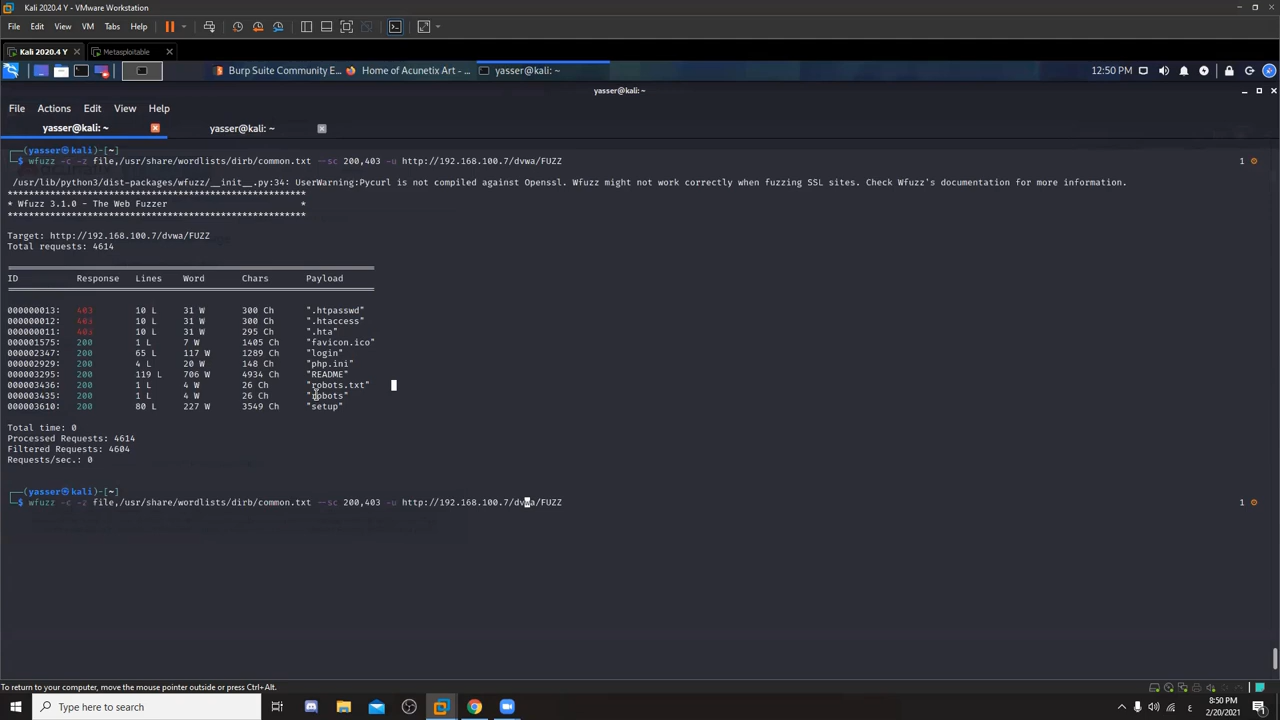 Kali 2020.4 Y - VMware Workstation
File Edit View VM Tabs Help
Kali 2020.4 Y Metasploitable
Burp Suite Community E... Home of Acunetix Art - ... yasser@kali: ~ 12:50 PM
yasser@kali: ~
File Actions Edit View Help
yasser@kali: ~ yasser@kali: ~
(yasser㉿kali)-[~]
$ wfuzz -c -z file,/usr/share/wordlists/dirb/common.txt --sc 200,403 -u http://192.168.100.7/dvwa/FUZZ 1
/usr/lib/python3/dist-packages/wfuzz/__init__.py:34: UserWarning:Pycurl is not compiled against Openssl. Wfuzz might not work correctly when fuzzing SSL sites. Check Wfuzz's documentation for more information.
********************************************************
* Wfuzz 3.1.0 - The Web Fuzzer *
********************************************************
Target: http://192.168.100.7/dvwa/FUZZ
Total requests: 4614
=====================================================================
ID Response Lines Word Chars Payload
=====================================================================
000000013: 403 10 L 31 W 300 Ch ".htpasswd"
000000012: 403 10 L 31 W 300 Ch ".htaccess"
000000011: 403 10 L 31 W 295 Ch ".hta"
000001575: 200 1 L 7 W 1405 Ch "favicon.ico"
000002347: 200 65 L 117 W 1289 Ch "login"
000002929: 200 4 L 20 W 148 Ch "php.ini"
000003295: 200 119 L 706 W 4934 Ch "README"
000003436: 200 1 L 4 W 26 Ch "robots.txt"
000003435: 200 1 L 4 W 26 Ch "robots"
000003610: 200 80 L 227 W 3549 Ch "setup"
Total time: 0
Processed Requests: 4614
Filtered Requests: 4604
Requests/sec.: 0
(yasser㉿kali)-[~]
$ wfuzz -c -z file,/usr/share/wordlists/dirb/common.txt --sc 200,403 -u http://192.168.100.7/dvwa/FUZZ 1
To return to your computer, move the mouse pointer outside or press Ctrl+Alt.
Type here to search
8:50 PM
2/20/2021